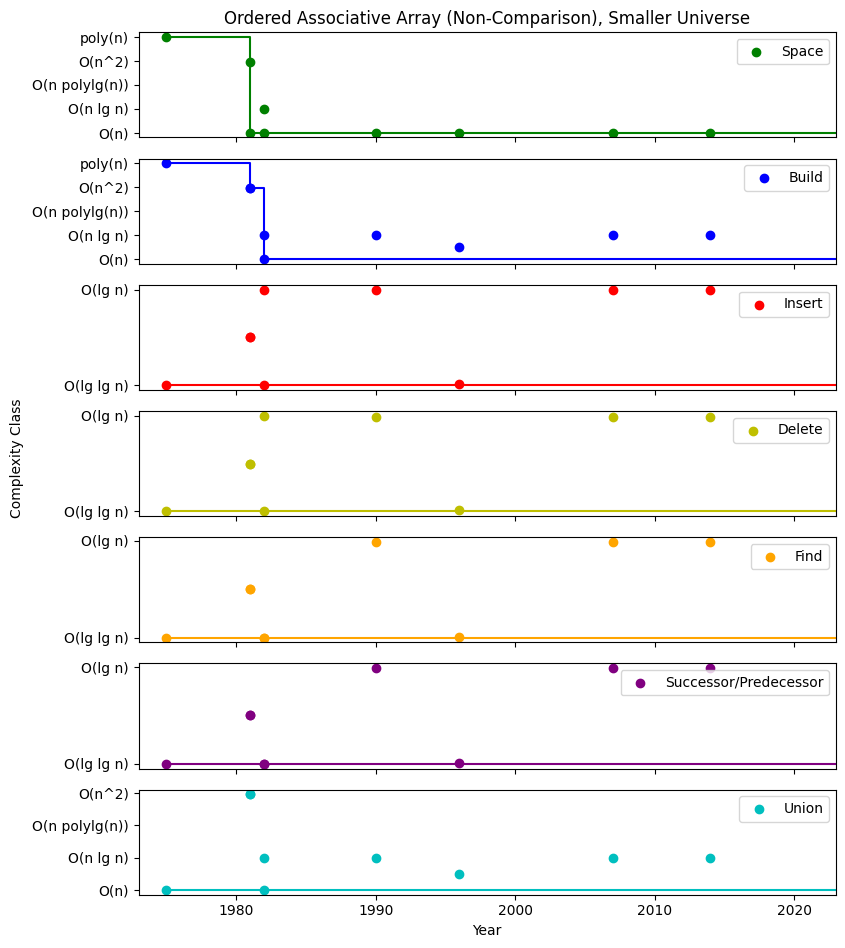 Ordered Associative Array (Non-Comparison), Smaller Universe
poly(n)
O(n^2)
O(n polylg(n))
O(n lg n)
O(n)
Space
poly(n)
O(n^2)
O(n polylg(n))
O(n lg n)
O(n)
Build
O(lg n)
O(lg lg n)
Insert
O(lg n)
O(lg lg n)
Delete
Complexity Class
O(lg n)
O(lg lg n)
Find
O(lg n)
O(lg lg n)
Successor/Predecessor
O(n^2)
O(n polylg(n))
O(n lg n)
O(n)
Union
1980 1990 2000 2010 2020
Year